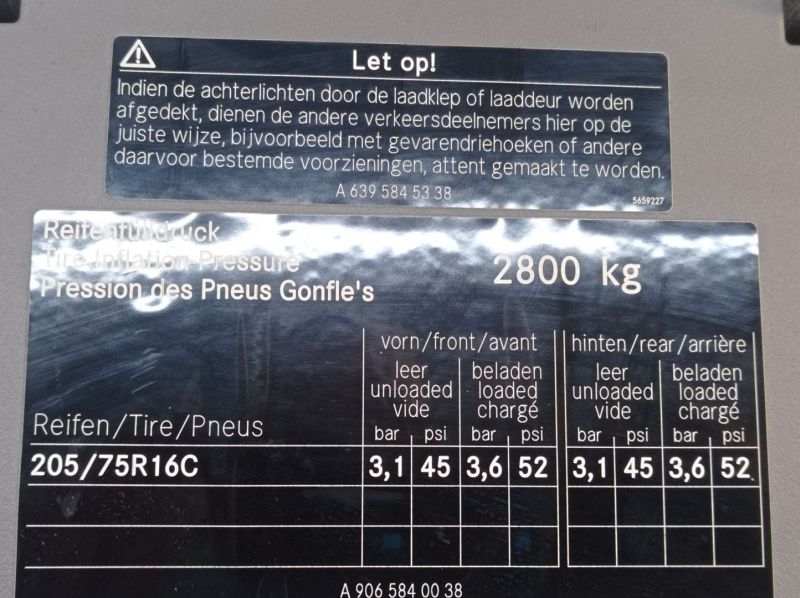 Let op!
Indien de achterlichten door de laadklep of laaddeur worden
afgedekt, dienen de andere verkeersdeelnemers hier op de
juiste wijze, bijvoorbeeld met gevarendriehoeken of andere
daarvoor bestemde voorzieningen, attent gemaakt te worden.
A 639 584 53 38
5659227
Reifenfülldruck
Tire Inflation Pressure
Pression des Pneus Gonfle's
2800 kg
vorn/front/avant hinten/rear/arrière
leer beladen leer beladen
unloaded loaded unloaded loaded
vide chargé vide chargé
Reifen/Tire/Pneus bar psi bar psi bar psi bar psi
205/75R16C 3,1 45 3,6 52 3,1 45 3,6 52
A 906 584 00 38